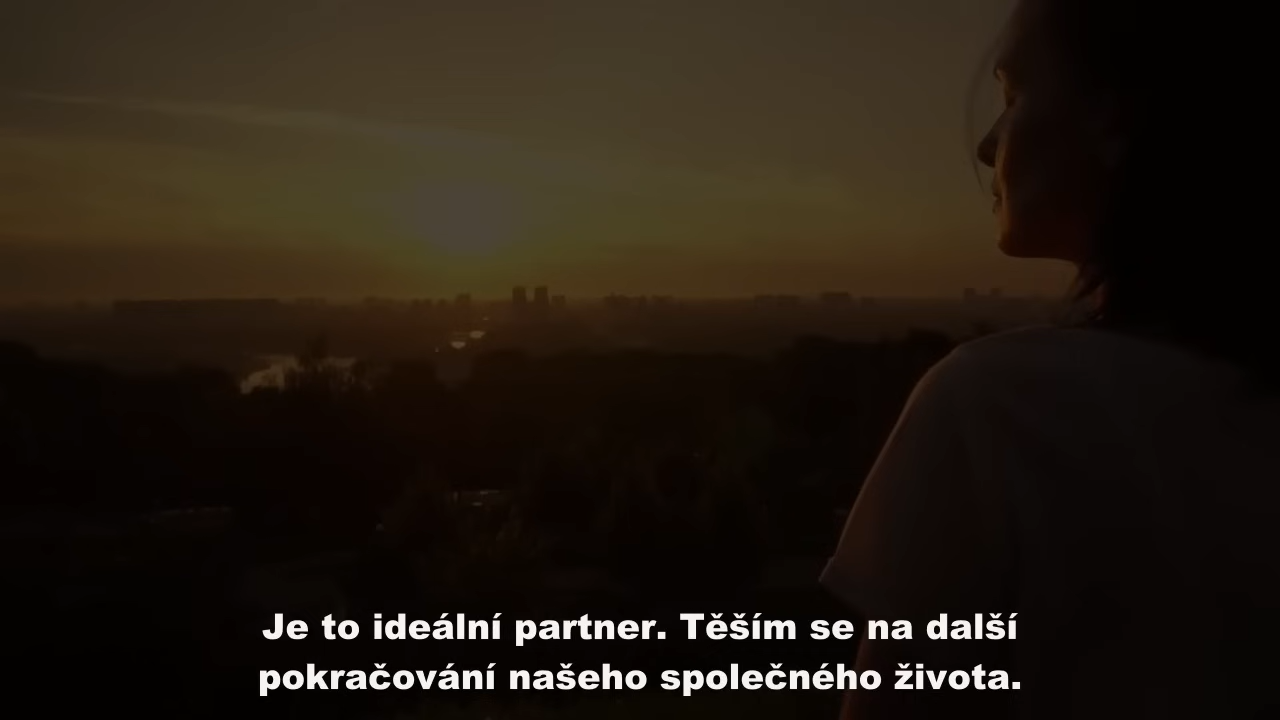 Je to ideální partner. Těším se na další
pokračování našeho společného života.